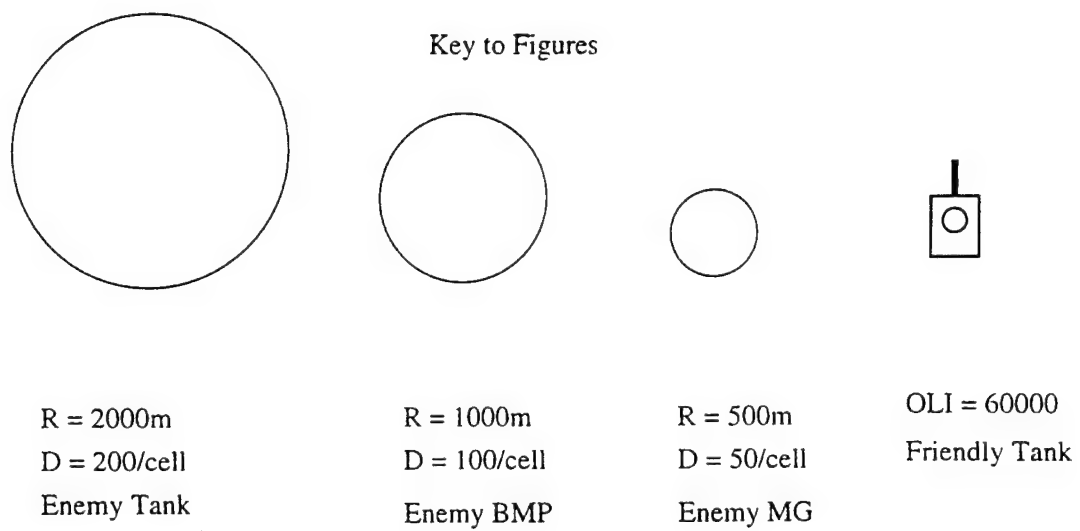 Key to Figures
R = 2000m
D = 200/cell
Enemy Tank
R = 1000m
D = 100/cell
Enemy BMP
R = 500m
D = 50/cell
Enemy MG
OLI = 60000
Friendly Tank